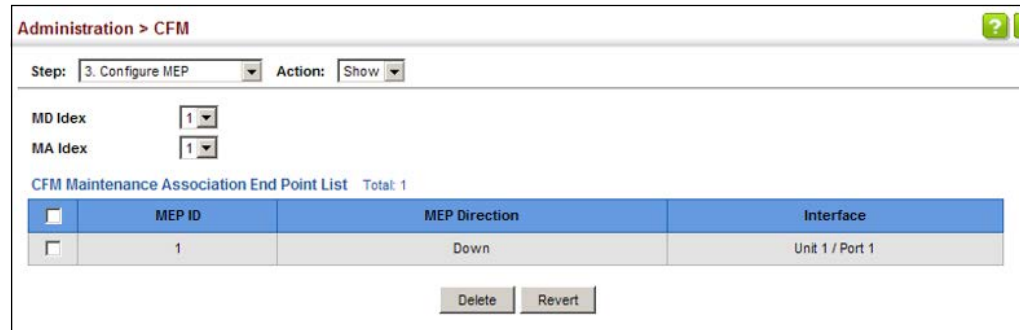 Administration > CFM
?
Step: 3. Configure MEP Action: Show
MD Idex 1
MA Idex 1
CFM Maintenance Association End Point List Total: 1
MEP ID MEP Direction Interface
1 Down Unit 1 / Port 1
Delete Revert